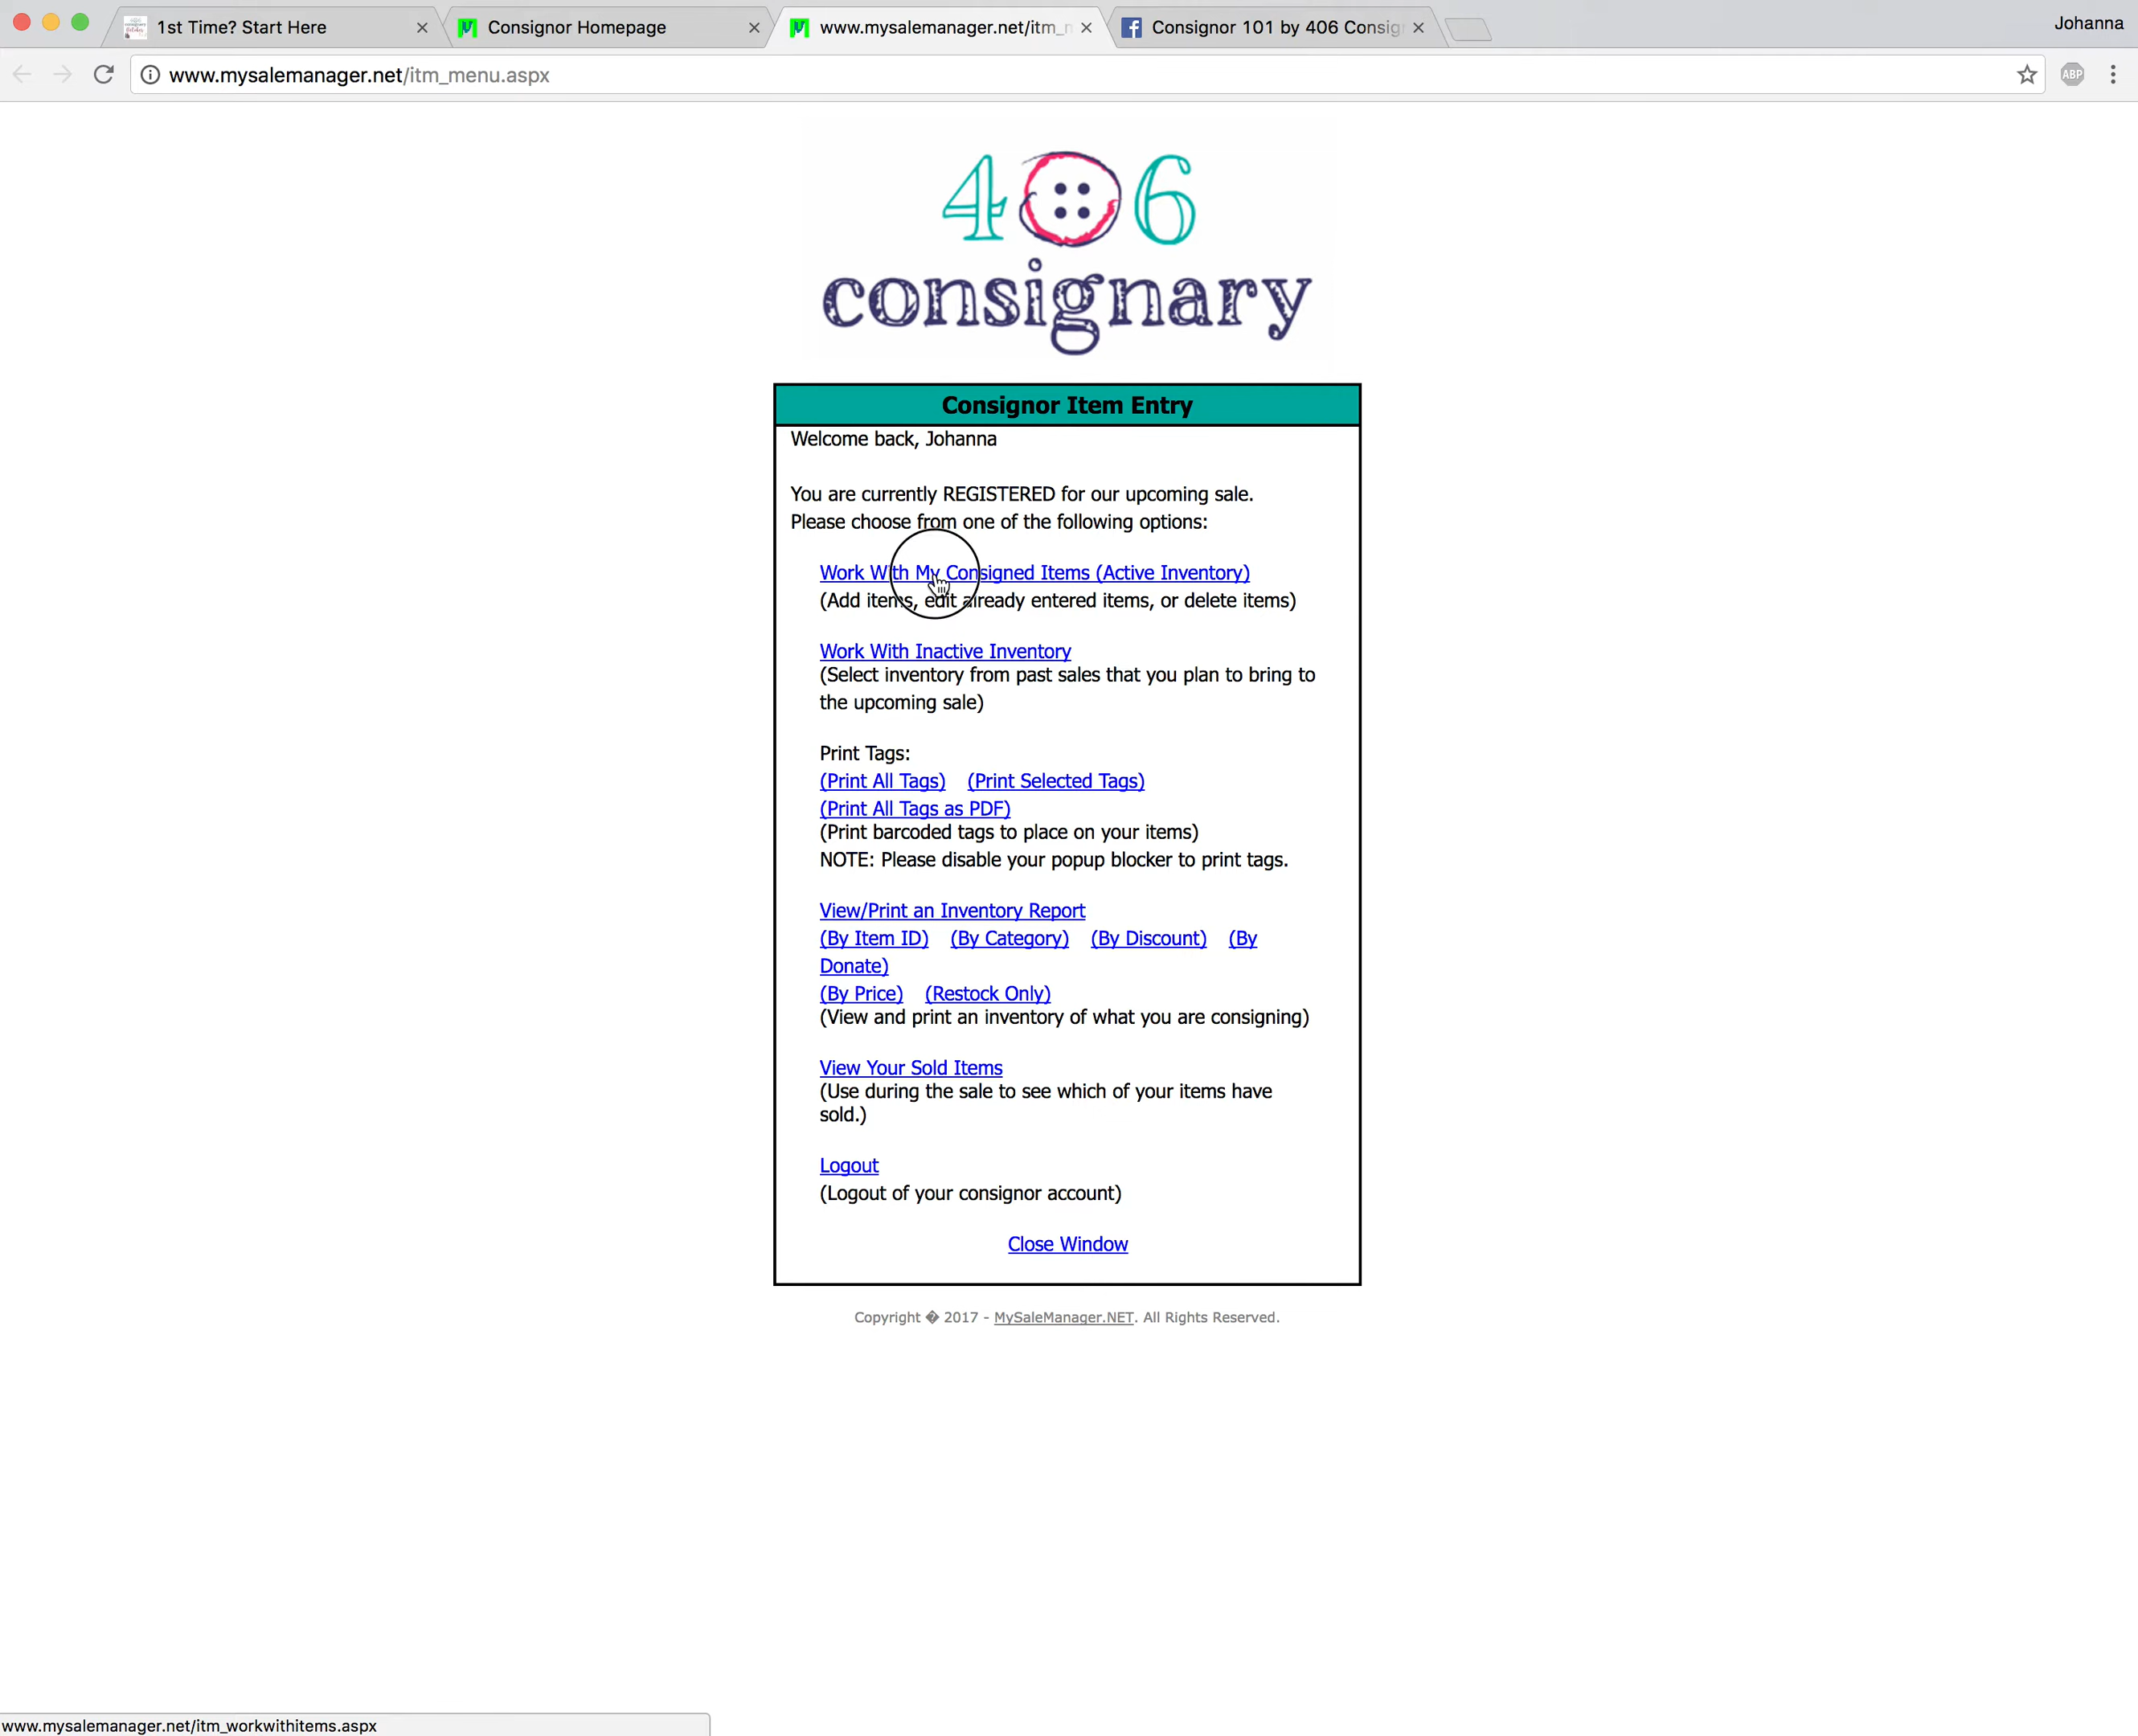 1st Time? Start Here
Consignor Homepage
www.mysalemanager.net/itm_m
Consignor 101 by 406 Consig
Johanna
www.mysalemanager.net/itm_menu.aspx
ABP
406
consignary
Consignor Item Entry
Welcome back, Johanna
You are currently REGISTERED for our upcoming sale.
Please choose from one of the following options:
Work With My Consigned Items (Active Inventory)
(Add items, edit already entered items, or delete items)
Work With Inactive Inventory
(Select inventory from past sales that you plan to bring to
the upcoming sale)
Print Tags:
(Print All Tags) (Print Selected Tags)
(Print All Tags as PDF)
(Print barcoded tags to place on your items)
NOTE: Please disable your popup blocker to print tags.
View/Print an Inventory Report
(By Item ID) (By Category) (By Discount) (By
Donate)
(By Price) (Restock Only)
(View and print an inventory of what you are consigning)
View Your Sold Items
(Use during the sale to see which of your items have
sold.)
Logout
(Logout of your consignor account)
Close Window
Copyright � 2017 - MySaleManager.NET. All Rights Reserved.
www.mysalemanager.net/itm_workwithitems.aspx